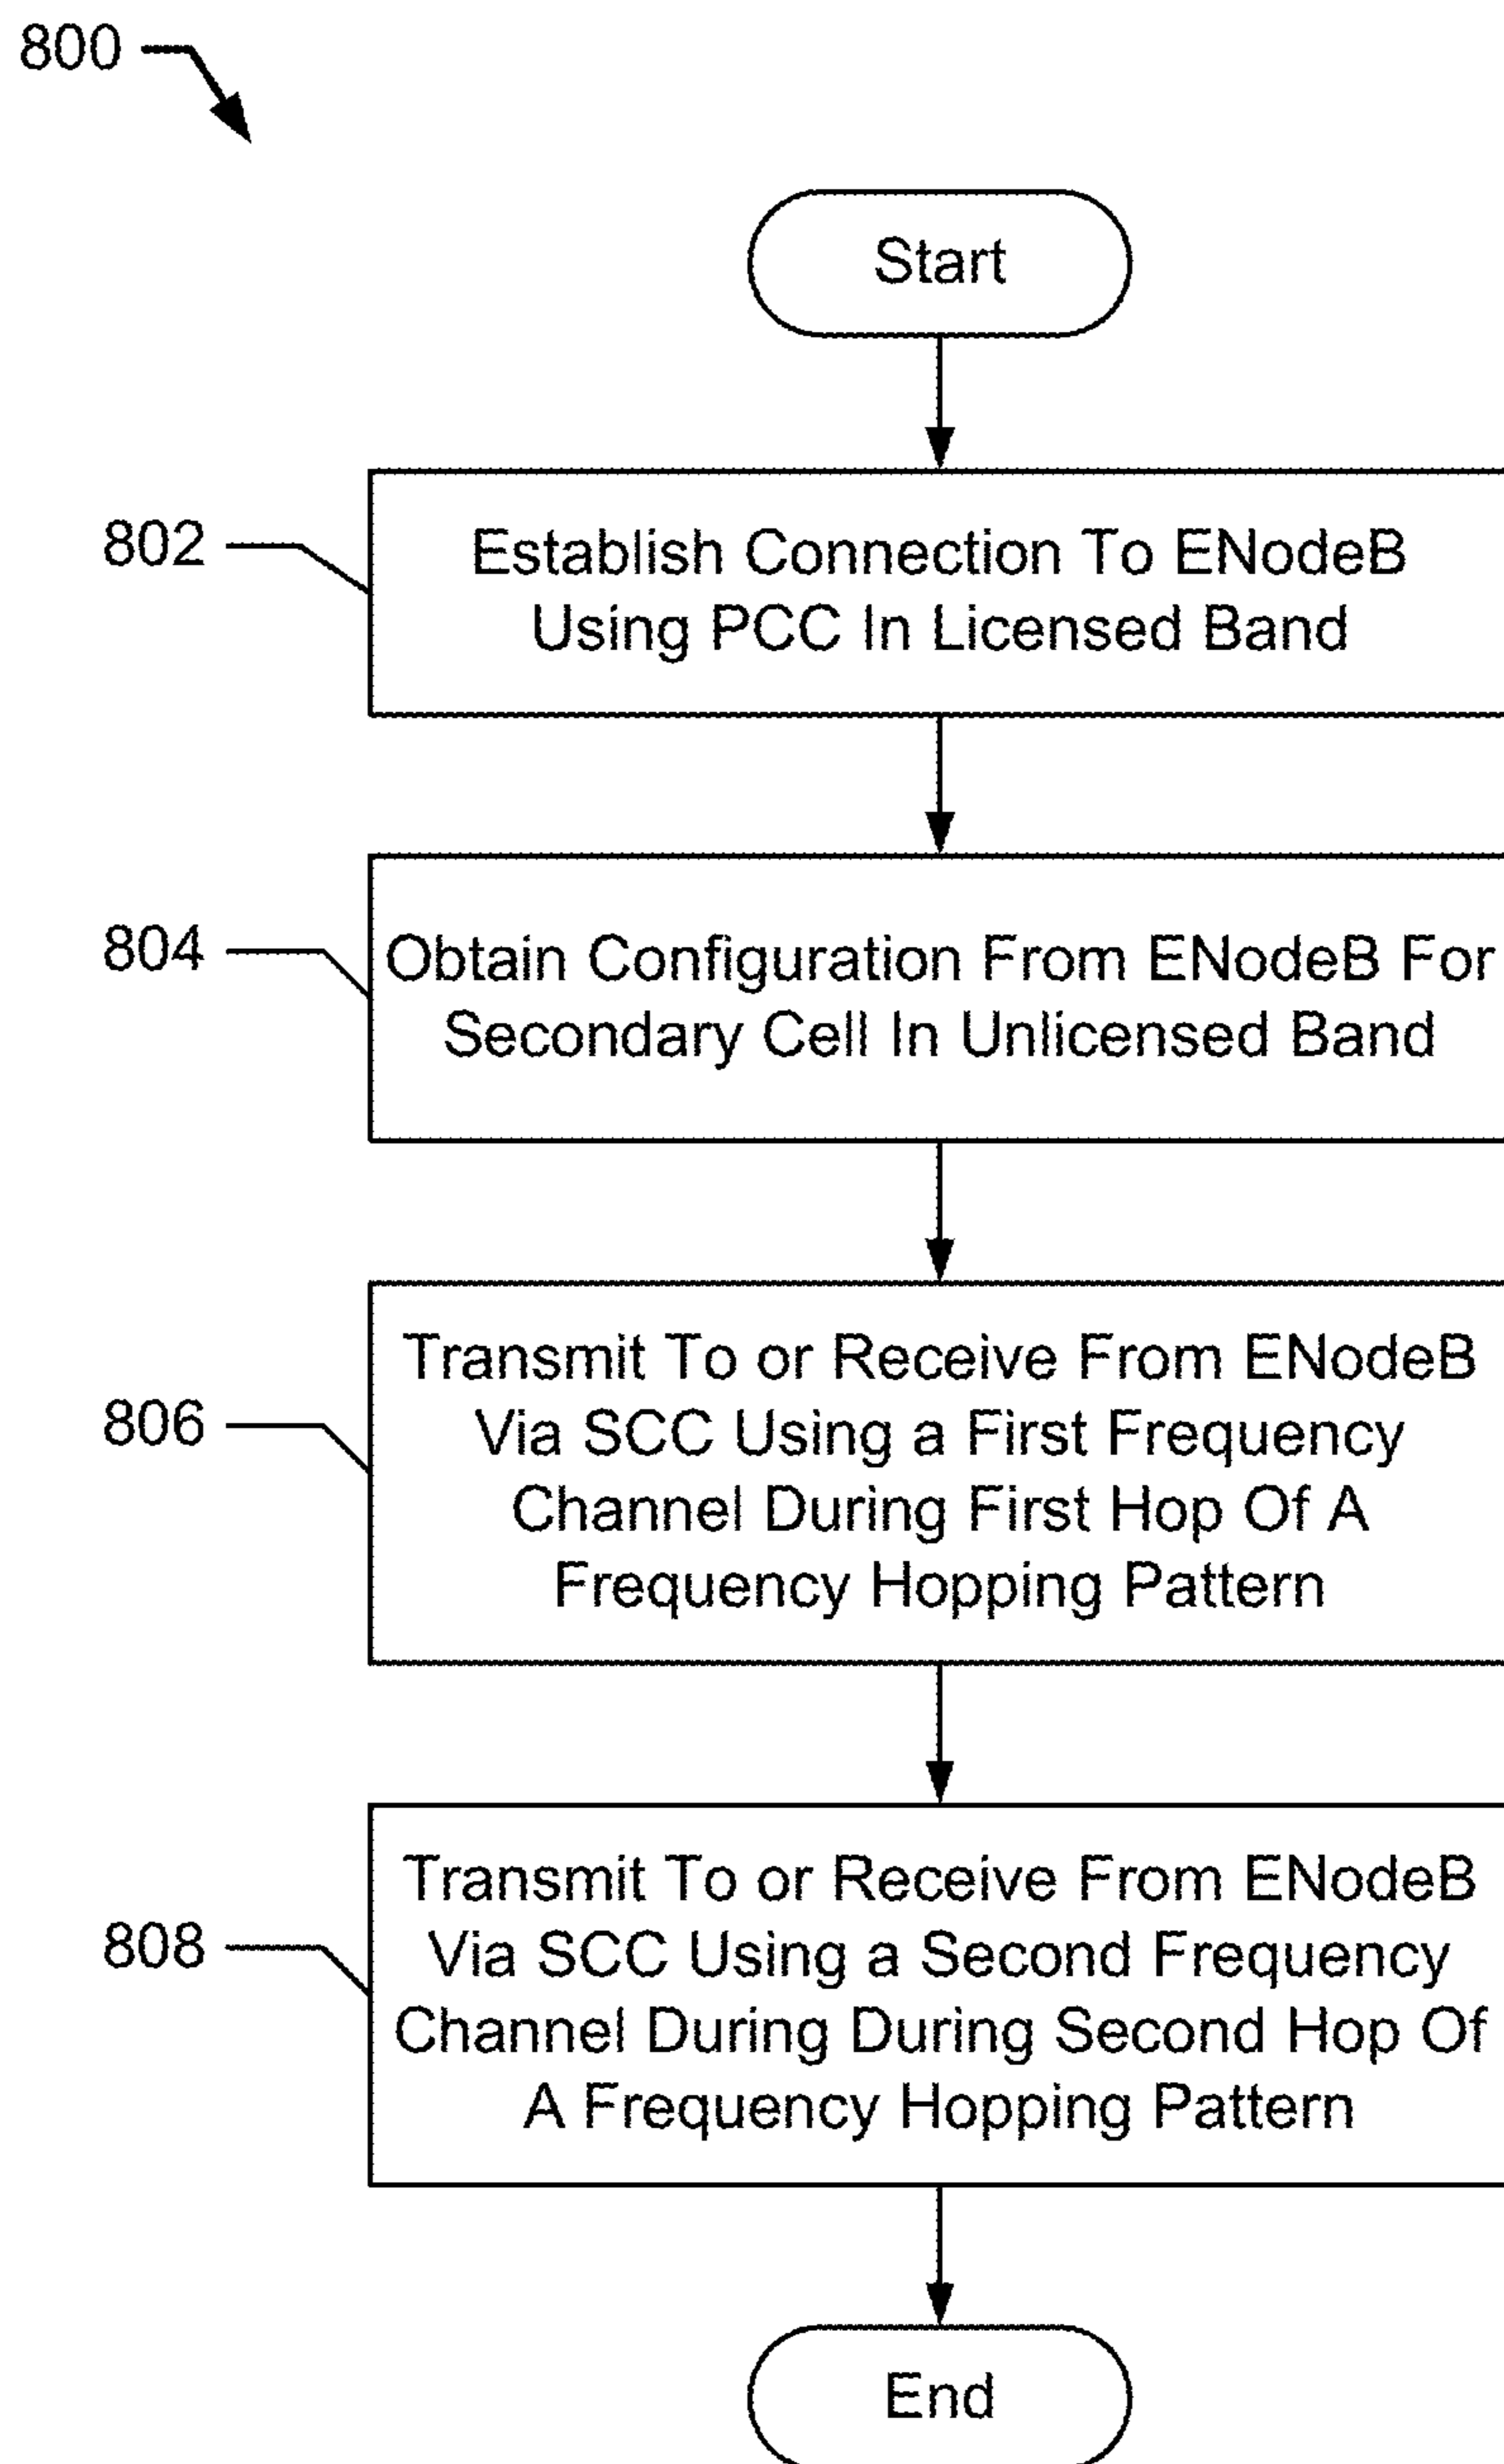 800
Start
802
Establish Connection To ENodeB
Using PCC In Licensed Band
804
Obtain Configuration From ENodeB For
Secondary Cell In Unlicensed Band
806
Transmit To or Receive From ENodeB
Via SCC Using a First Frequency
Channel During First Hop Of A
Frequency Hopping Pattern
808
Transmit To or Receive From ENodeB
Via SCC Using a Second Frequency
Channel During During Second Hop Of
A Frequency Hopping Pattern
End